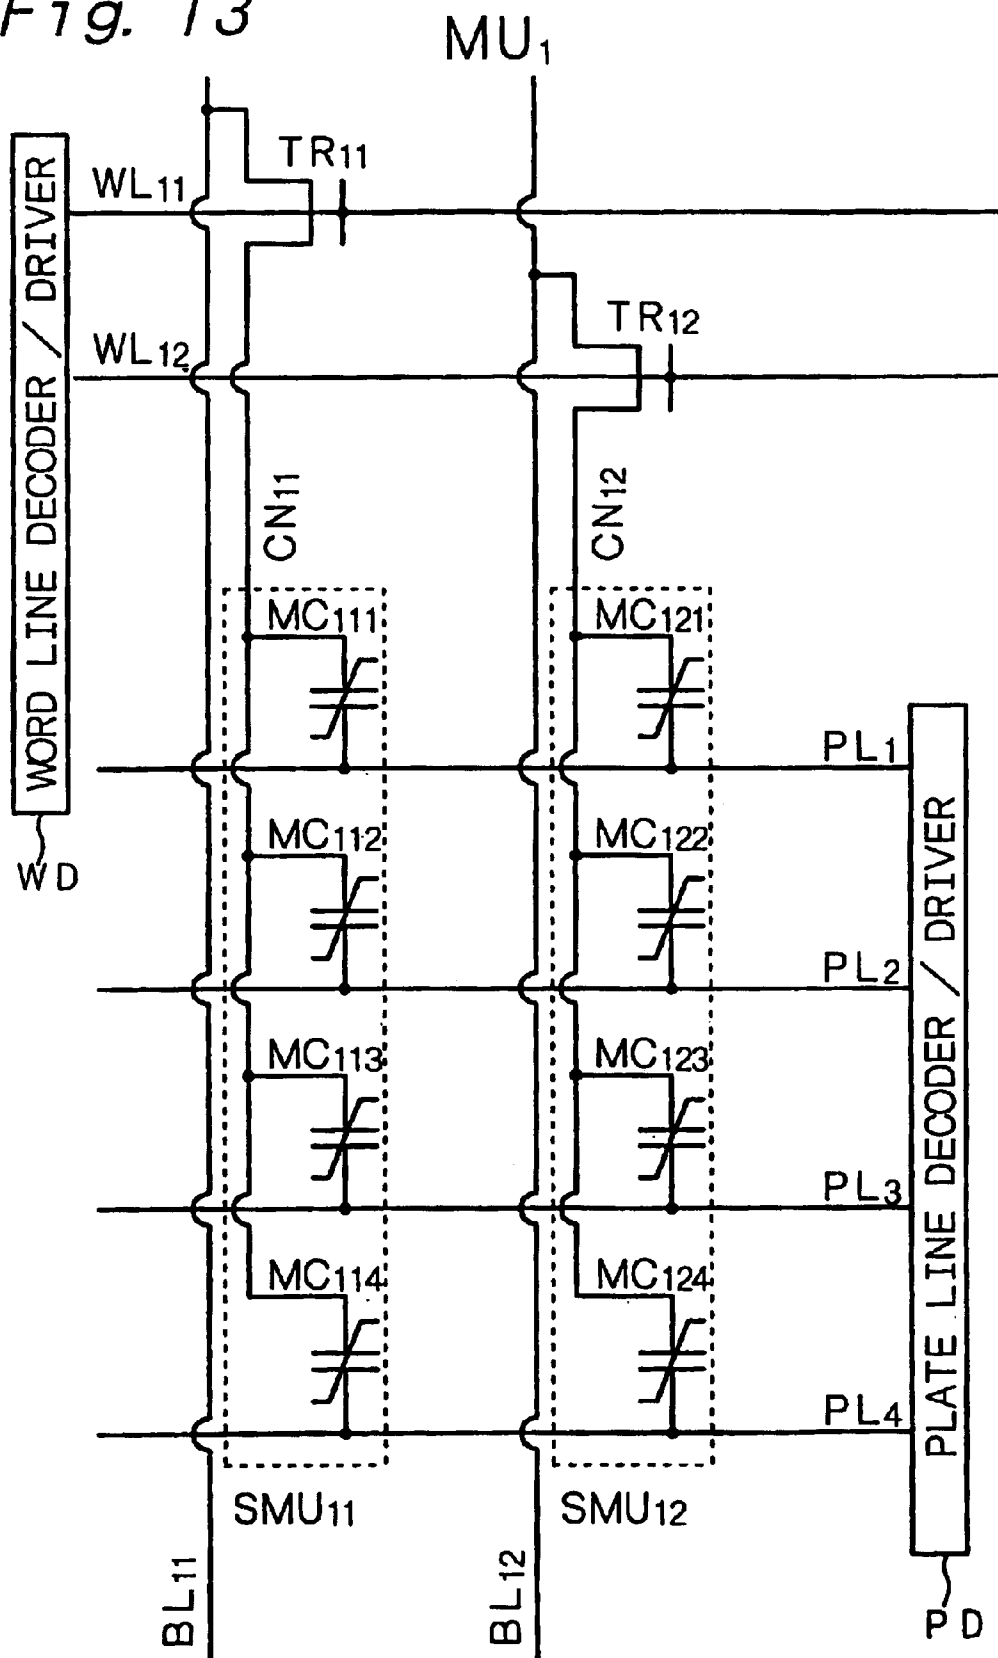 Fig. 13
MU1
TR11
WL11
TR12
WL12
WORD LINE DECODER / DRIVER
CN11
CN12
MC111
MC121
PL1
MC112
MC122
WD
PL2
MC113
MC123
PL3
MC114
MC124
PL4
PLATE LINE DECODER / DRIVER
SMU11
SMU12
BL11
BL12
PD